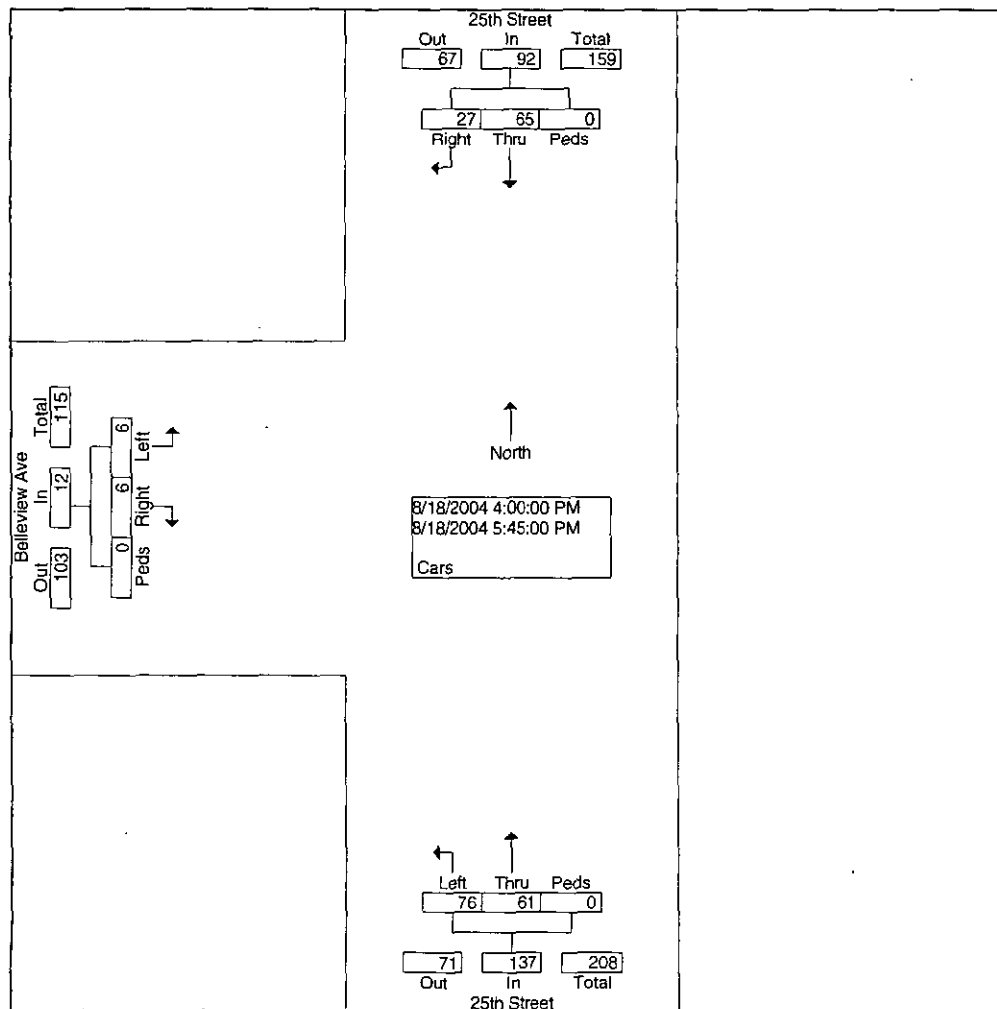 25th Street
Out In Total
67 92 159
27 65 0
Right Thru Peds
Belleview Ave
Out In Total
103 12 115
0 6 6
Peds Right Left
North
8/18/2004 4:00:00 PM
8/18/2004 5:45:00 PM
Cars
Left Thru Peds
76 61 0
71 137 208
Out In Total
25th Street